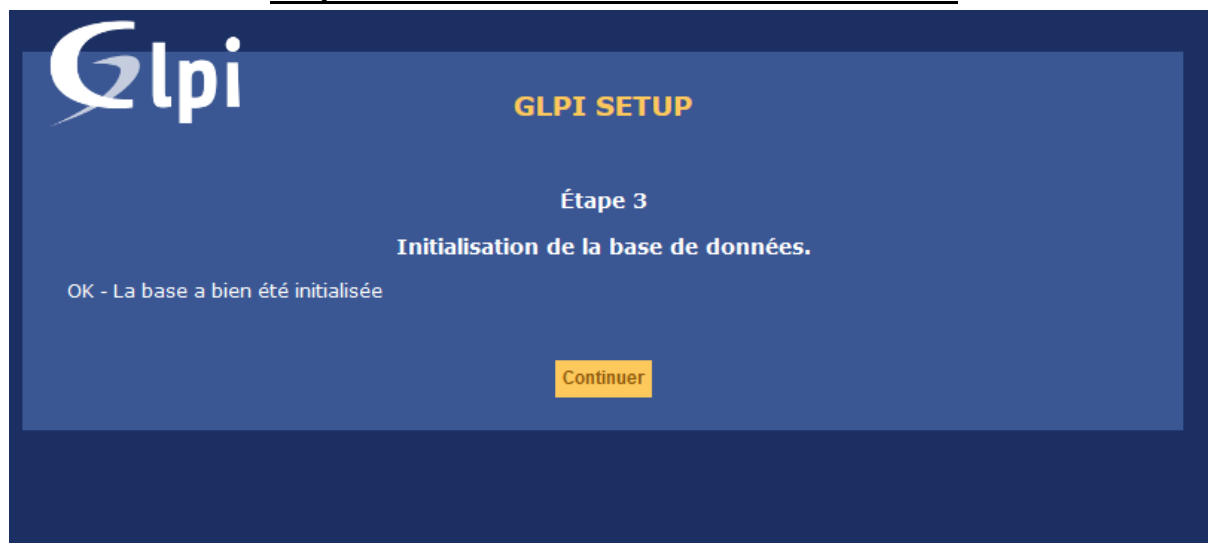 Glpi
GLPI SETUP
Étape 3
Initialisation de la base de données.
OK - La base a bien été initialisée
Continuer